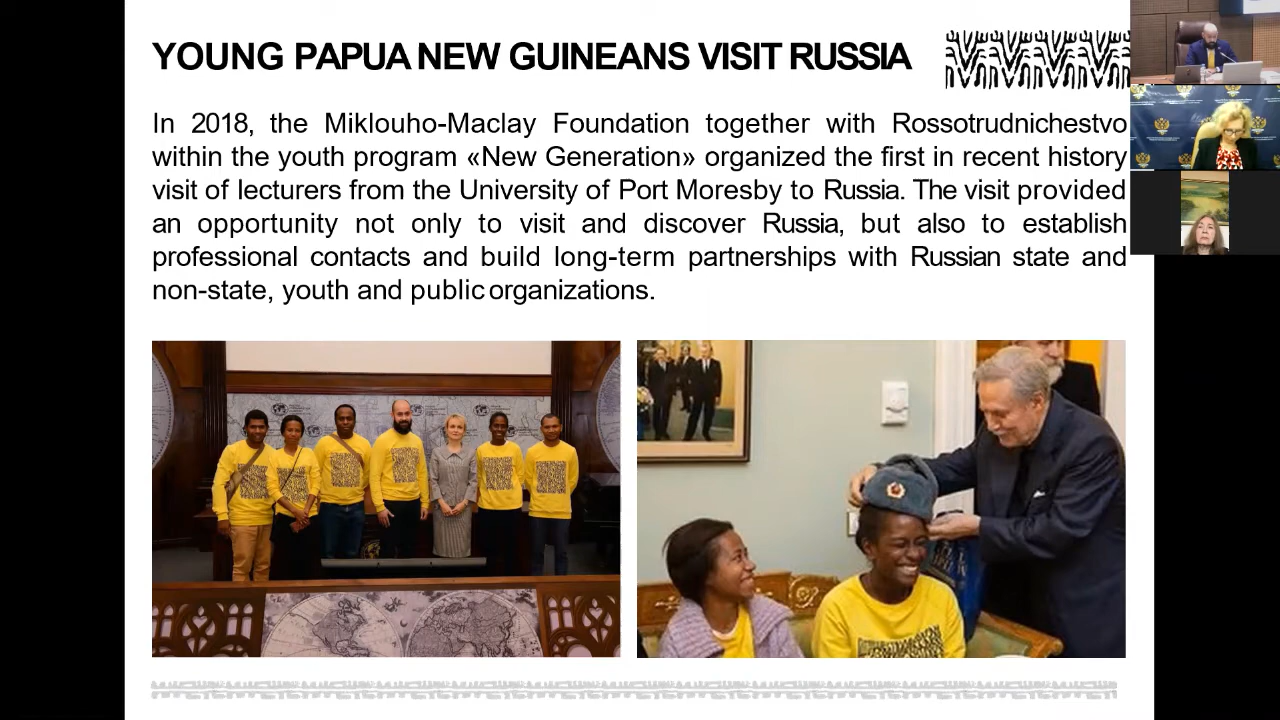 YOUNG PAPUA NEW GUINEANS VISIT RUSSIA
In 2018, the Miklouho-Maclay Foundation together with Rossotrudnichestvo
within the youth program «New Generation» organized the first in recent history
visit of lecturers from the University of Port Moresby to Russia. The visit provided
an opportunity not only to visit and discover Russia, but also to establish
professional contacts and build long-term partnerships with Russian state and
non-state, youth and public organizations.